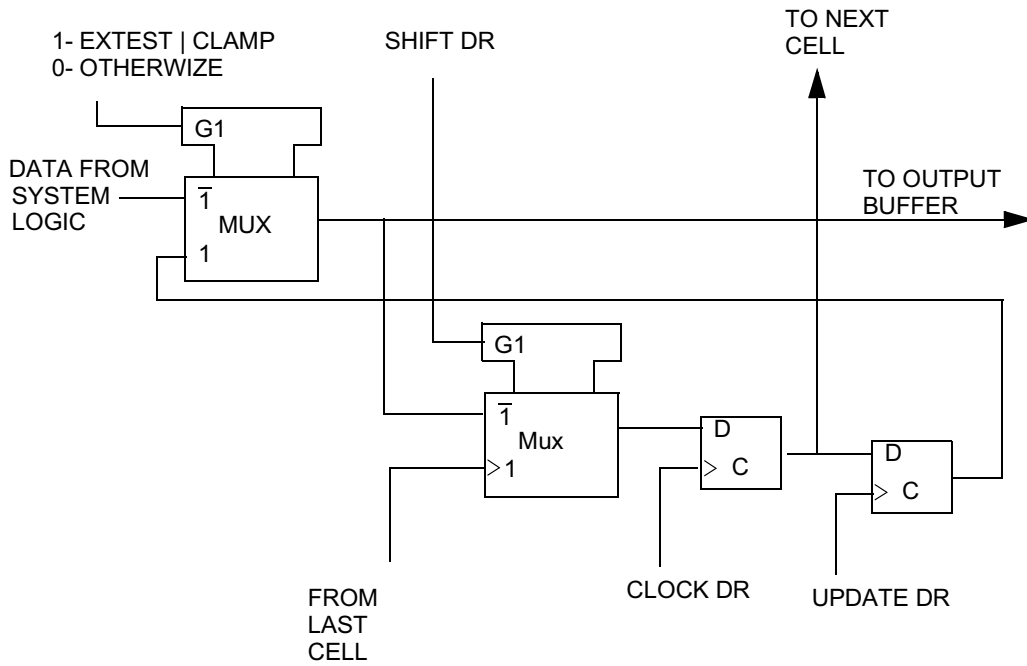 1- EXTEST | CLAMP
0- OTHERWIZE
SHIFT DR
TO NEXT
CELL
G1
DATA FROM
SYSTEM
LOGIC
1̅
MUX
1
TO OUTPUT
BUFFER
G1
1̅
Mux
1
D
C
D
C
FROM
LAST
CELL
CLOCK DR
UPDATE DR